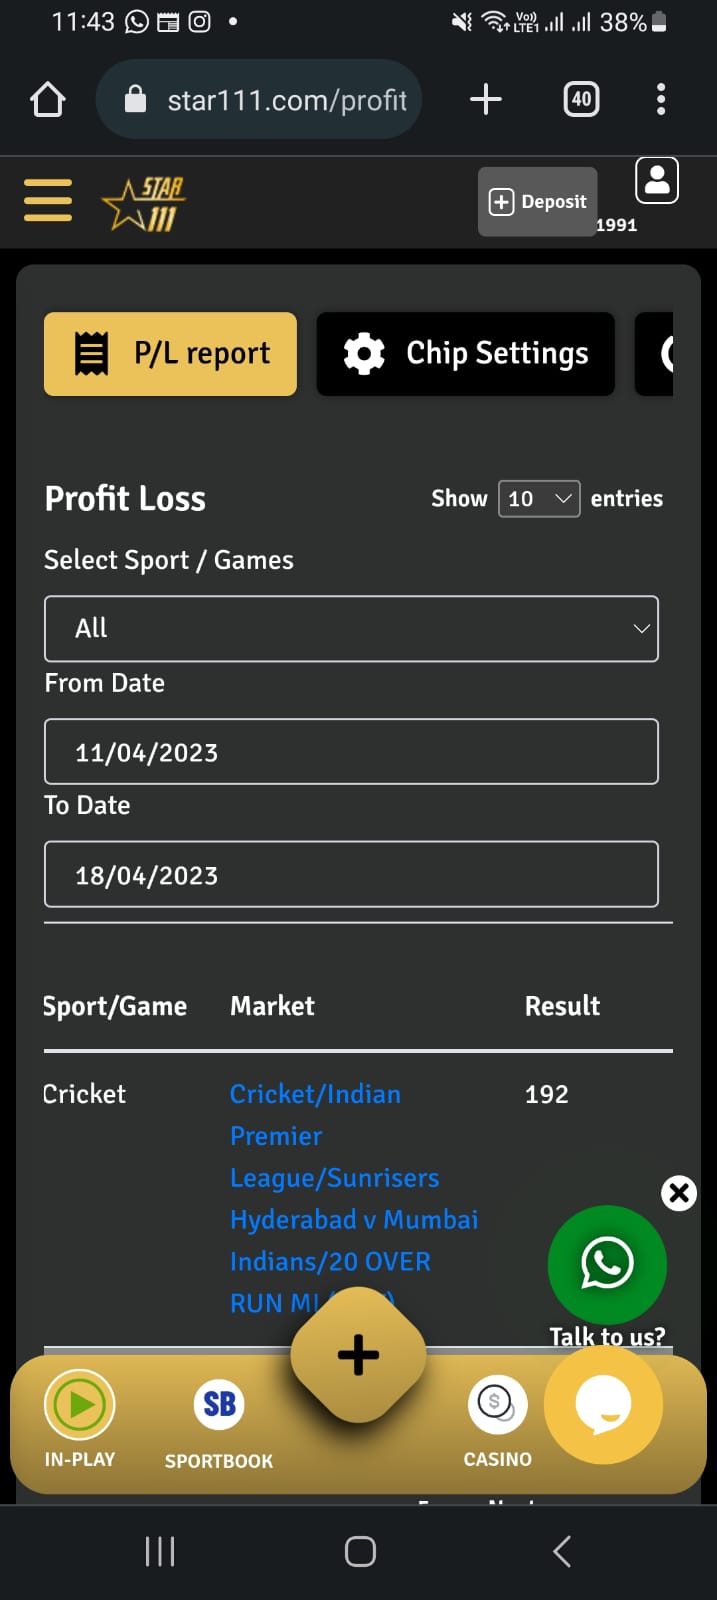 11:43
Vo)) LTE1
38%
star111.com/profit
40
STAR 111
Deposit
1991
P/L report
Chip Settings
Profit Loss
Show 10 entries
Select Sport / Games
All
From Date
11/04/2023
To Date
18/04/2023
Sport/Game Market Result
Cricket
Cricket/Indian
192
Premier
League/Sunrisers
Hyderabad v Mumbai
Indians/20 OVER
RUN MI
Talk to us?
SB
$
IN-PLAY
SPORTBOOK
CASINO